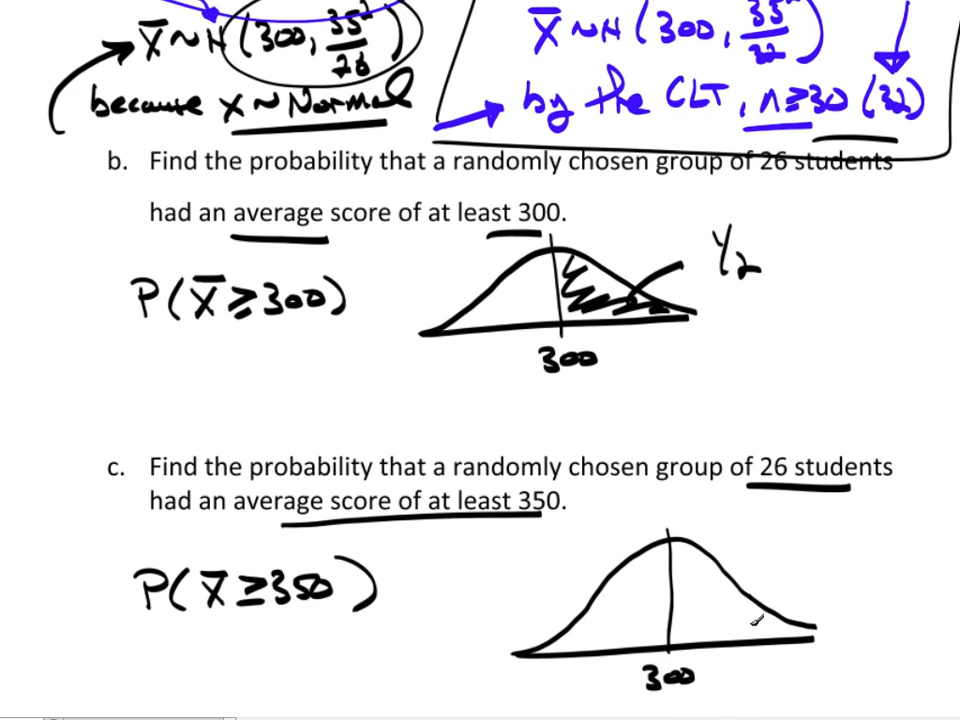 X̄ ~ N (300, 35²/26)
because X ~ Normal
X̄ ~ N (300, 35²/32)
by the CLT, n ≥ 30 (32)
b. Find the probability that a randomly chosen group of 26 students
had an average score of at least 300.
P(X̄ ≥ 300)
1/2
300
c. Find the probability that a randomly chosen group of 26 students
had an average score of at least 350.
P(X̄ ≥ 350)
300